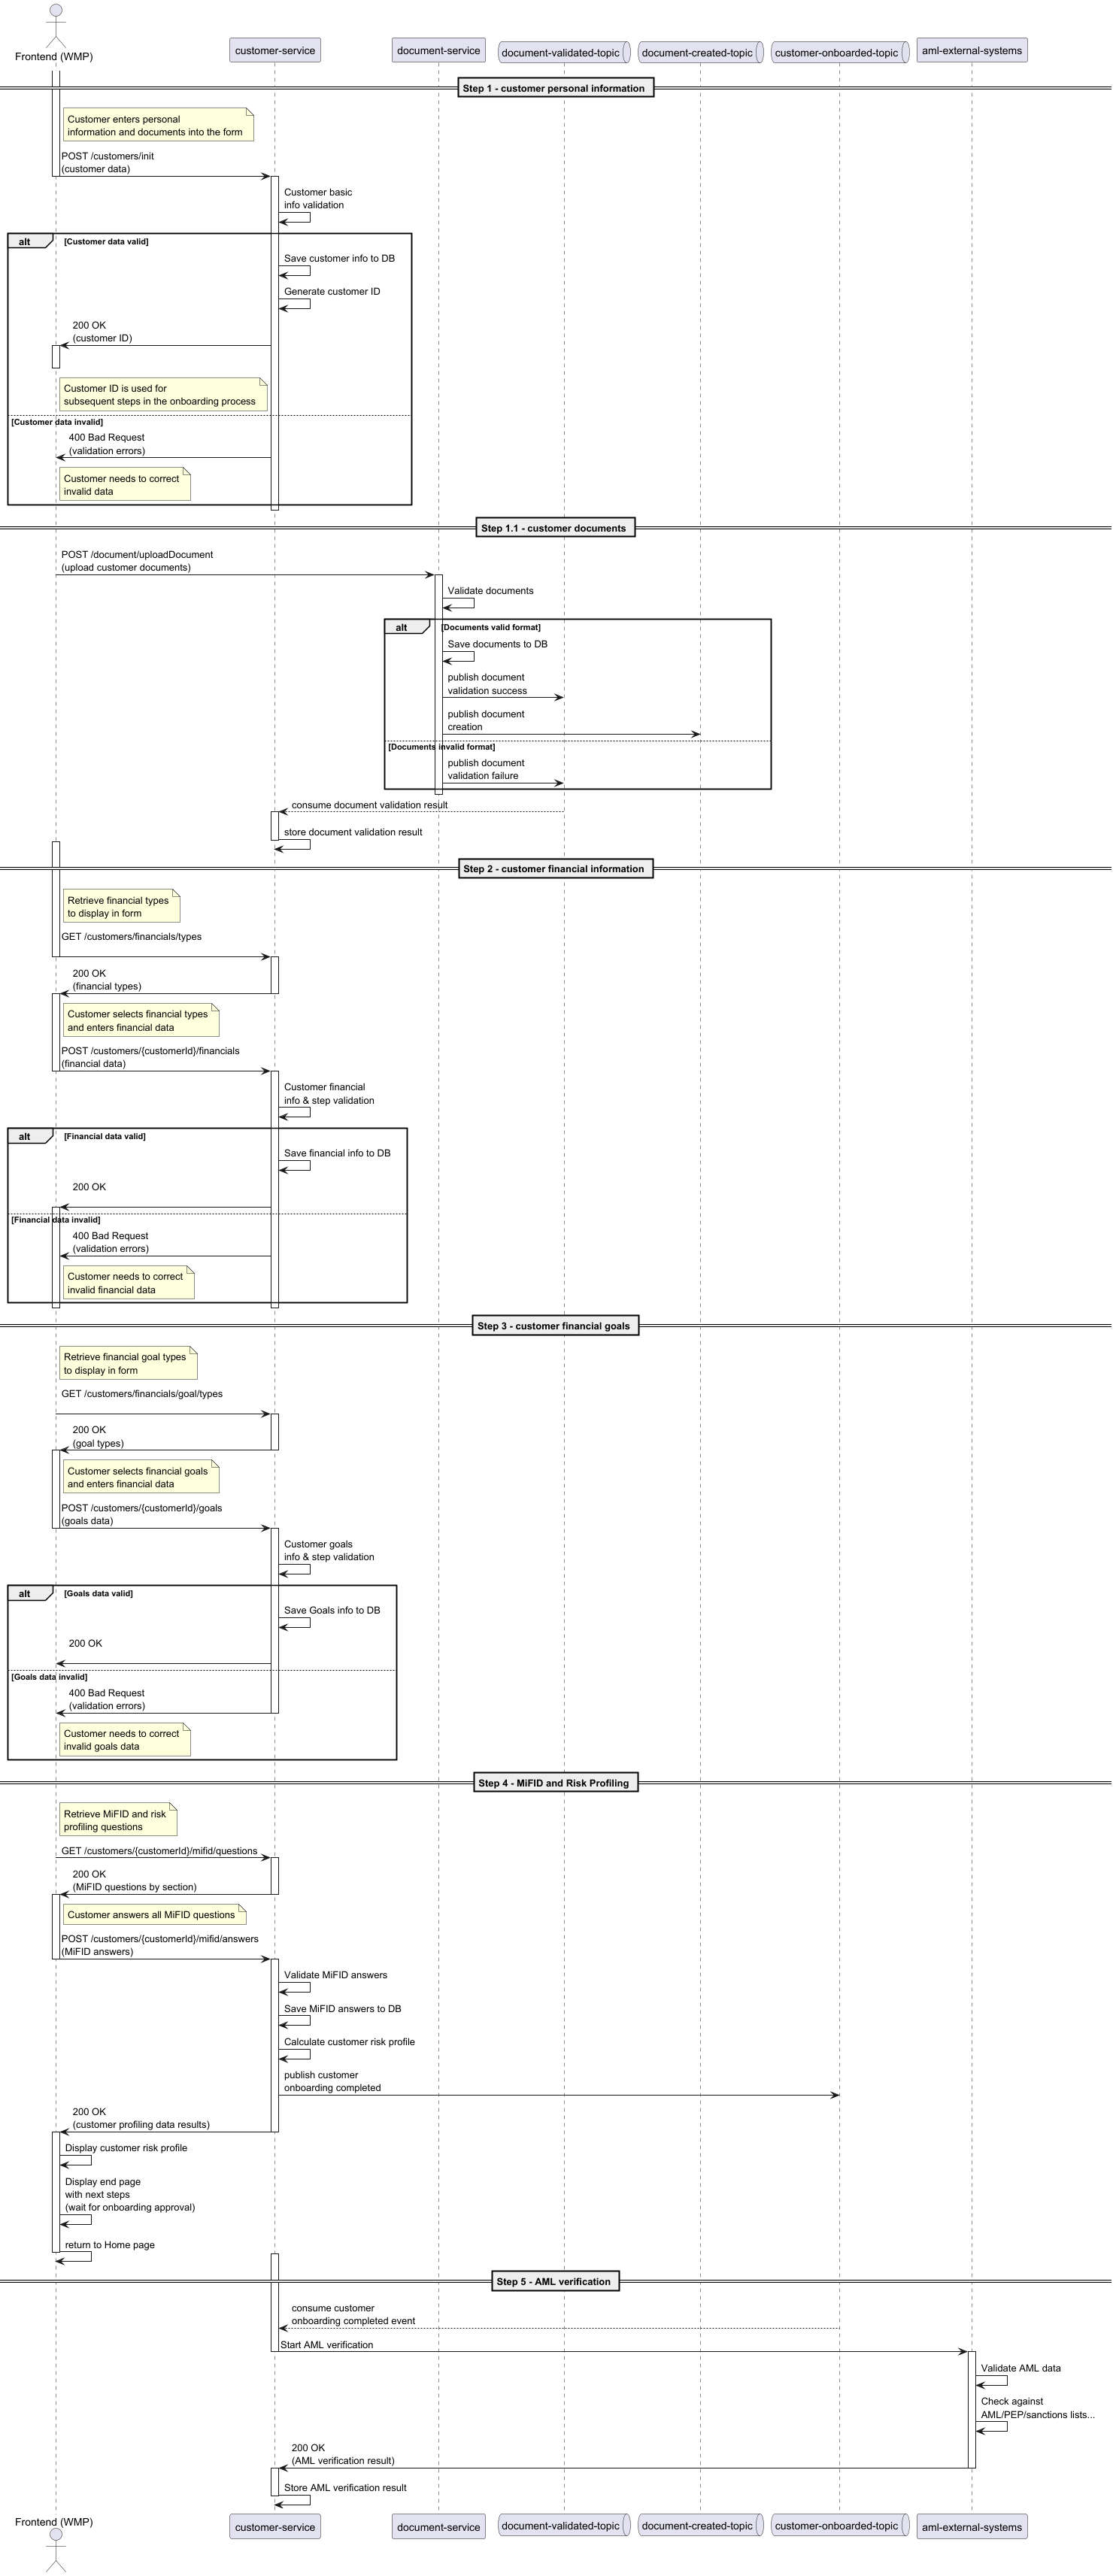 Frontend (WMP)
customer-service
document-service
document-validated-topic
document-created-topic
customer-onboarded-topic
aml-external-systems
Step 1 - customer personal information
Customer enters personal
information and documents into the form
POST /customers/init
(customer data)
Customer basic
info validation
alt
[Customer data valid]
Save customer info to DB
Generate customer ID
200 OK
(customer ID)
Customer ID is used for
subsequent steps in the onboarding process
[Customer data invalid]
400 Bad Request
(validation errors)
Customer needs to correct
invalid data
Step 1.1 - customer documents
POST /document/uploadDocument
(upload customer documents)
Validate documents
alt
[Documents valid format]
Save documents to DB
publish document
validation success
publish document
creation
[Documents invalid format]
publish document
validation failure
consume document validation result
store document validation result
Step 2 - customer financial information
Retrieve financial types
to display in form
GET /customers/financials/types
200 OK
(financial types)
Customer selects financial types
and enters financial data
POST /customers/{customerId}/financials
(financial data)
Customer financial
info & step validation
alt
[Financial data valid]
Save financial info to DB
200 OK
[Financial data invalid]
400 Bad Request
(validation errors)
Customer needs to correct
invalid financial data
Step 3 - customer financial goals
Retrieve financial goal types
to display in form
GET /customers/financials/goal/types
200 OK
(goal types)
Customer selects financial goals
and enters financial data
POST /customers/{customerId}/goals
(goals data)
Customer goals
info & step validation
alt
[Goals data valid]
Save Goals info to DB
200 OK
[Goals data invalid]
400 Bad Request
(validation errors)
Customer needs to correct
invalid goals data
Step 4 - MiFID and Risk Profiling
Retrieve MiFID and risk
profiling questions
GET /customers/{customerId}/mifid/questions
200 OK
(MiFID questions by section)
Customer answers all MiFID questions
POST /customers/{customerId}/mifid/answers
(MiFID answers)
Validate MiFID answers
Save MiFID answers to DB
Calculate customer risk profile
publish customer
onboarding completed
200 OK
(customer profiling data results)
Display customer risk profile
Display end page
with next steps
(wait for onboarding approval)
return to Home page
Step 5 - AML verification
consume customer
onboarding completed event
Start AML verification
Validate AML data
Check against
AML/PEP/sanctions lists...
200 OK
(AML verification result)
Store AML verification result
Frontend (WMP)
customer-service
document-service
document-validated-topic
document-created-topic
customer-onboarded-topic
aml-external-systems